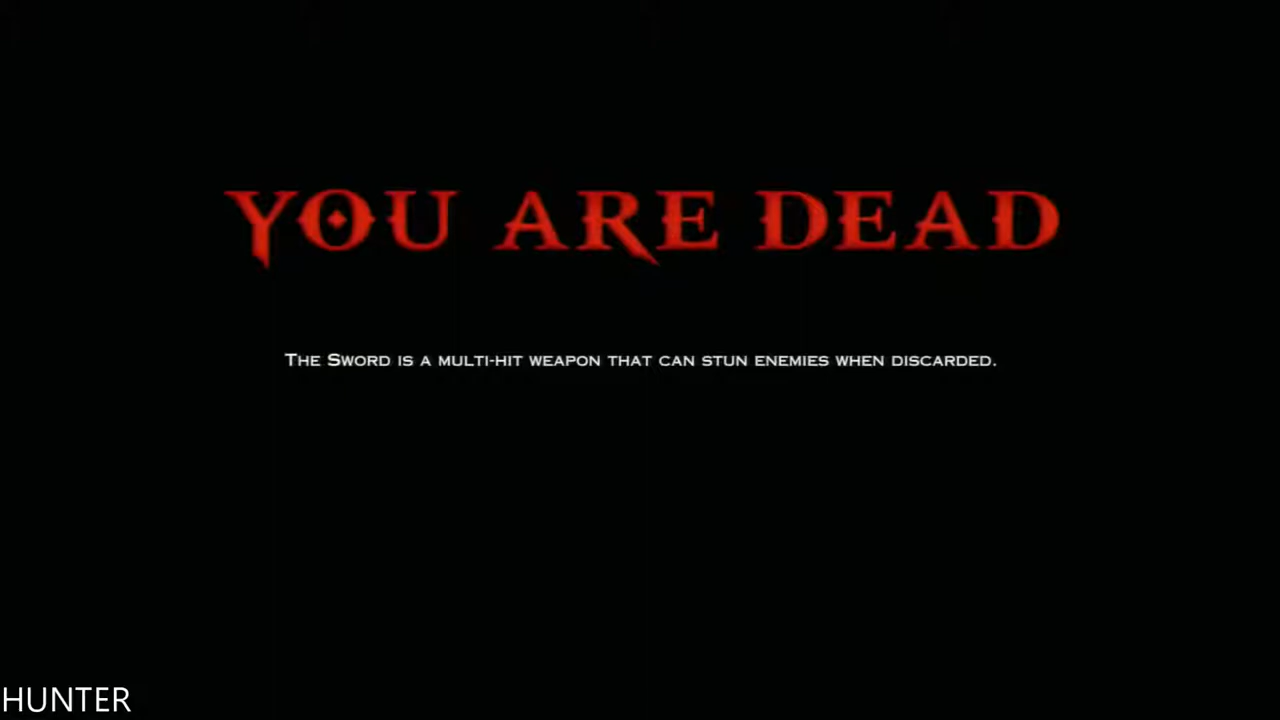 YOU ARE DEAD
The Sword is a multi-hit weapon that can stun enemies when discarded.
HUNTER